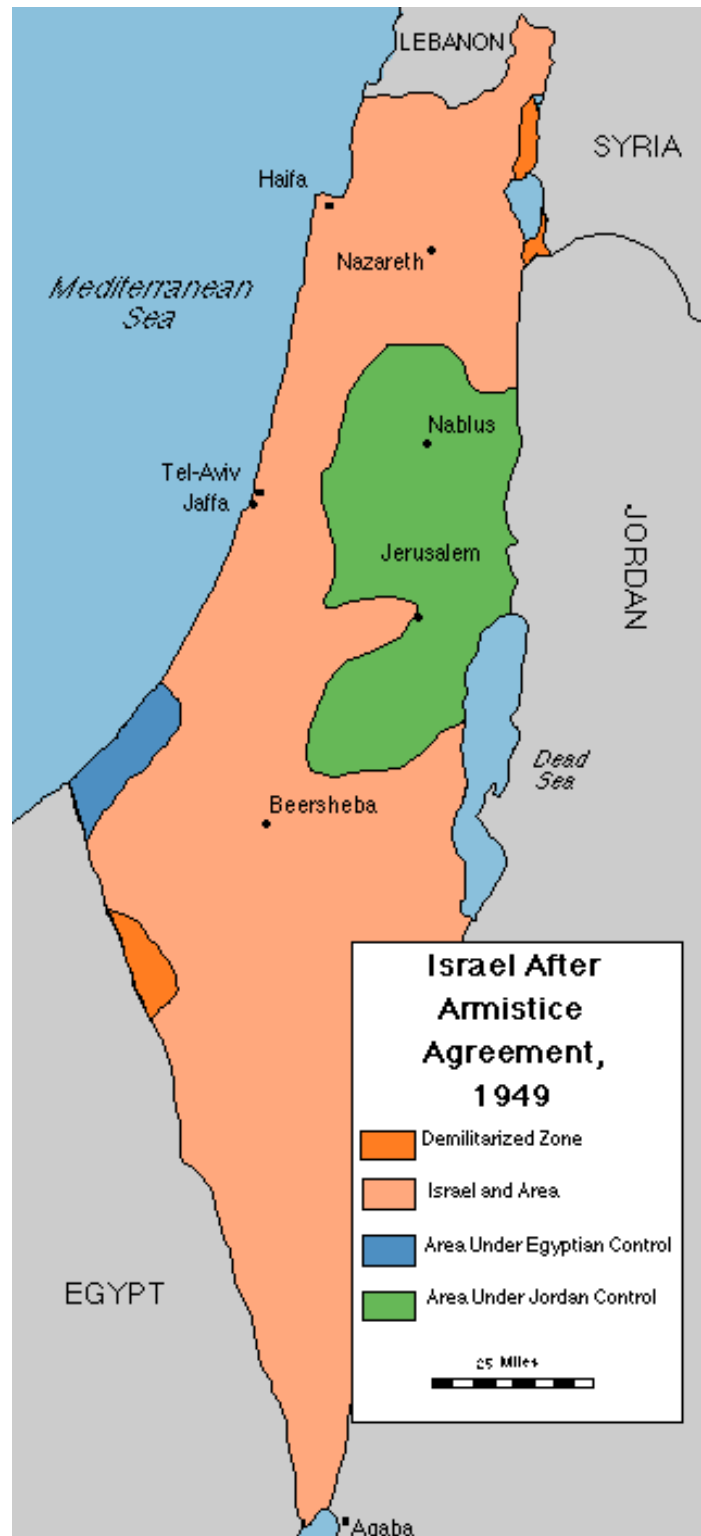 LEBANON
SYRIA
Haifa
Nazareth
Mediterranean
Sea
Nablus
Tel-Aviv
Jaffa
Jerusalem
JORDAN
Dead
Sea
Beersheba
Israel After
Armistice
Agreement,
1949
Demilitarized Zone
Israel and Area
Area Under Egyptian Control
Area Under Jordan Control
EGYPT
25 Miles
Aqaba